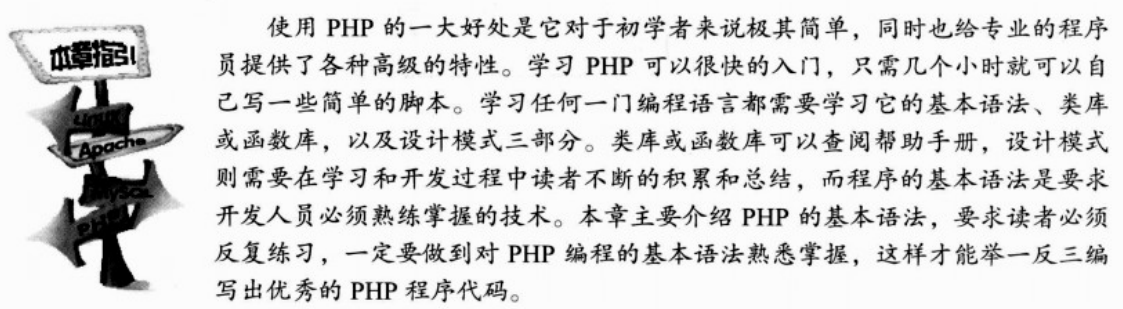 本章指引
Linux
Apache
MySQL
PHP
使用 PHP 的一大好处是它对于初学者来说极其简单，同时也给专业的程序
员提供了各种高级的特性。学习 PHP 可以很快的入门，只需几个小时就可以自
己写一些简单的脚本。学习任何一门编程语言都需要学习它的基本语法、类库
或函数库，以及设计模式三部分。类库或函数库可以查阅帮助手册，设计模式
则需要在学习和开发过程中读者不断的积累和总结，而程序的基本语法是要求
开发人员必须熟练掌握的技术。本章主要介绍 PHP 的基本语法，要求读者必须
反复练习，一定要做到对 PHP 编程的基本语法熟悉掌握，这样才能举一反三编
写出优秀的 PHP 程序代码。